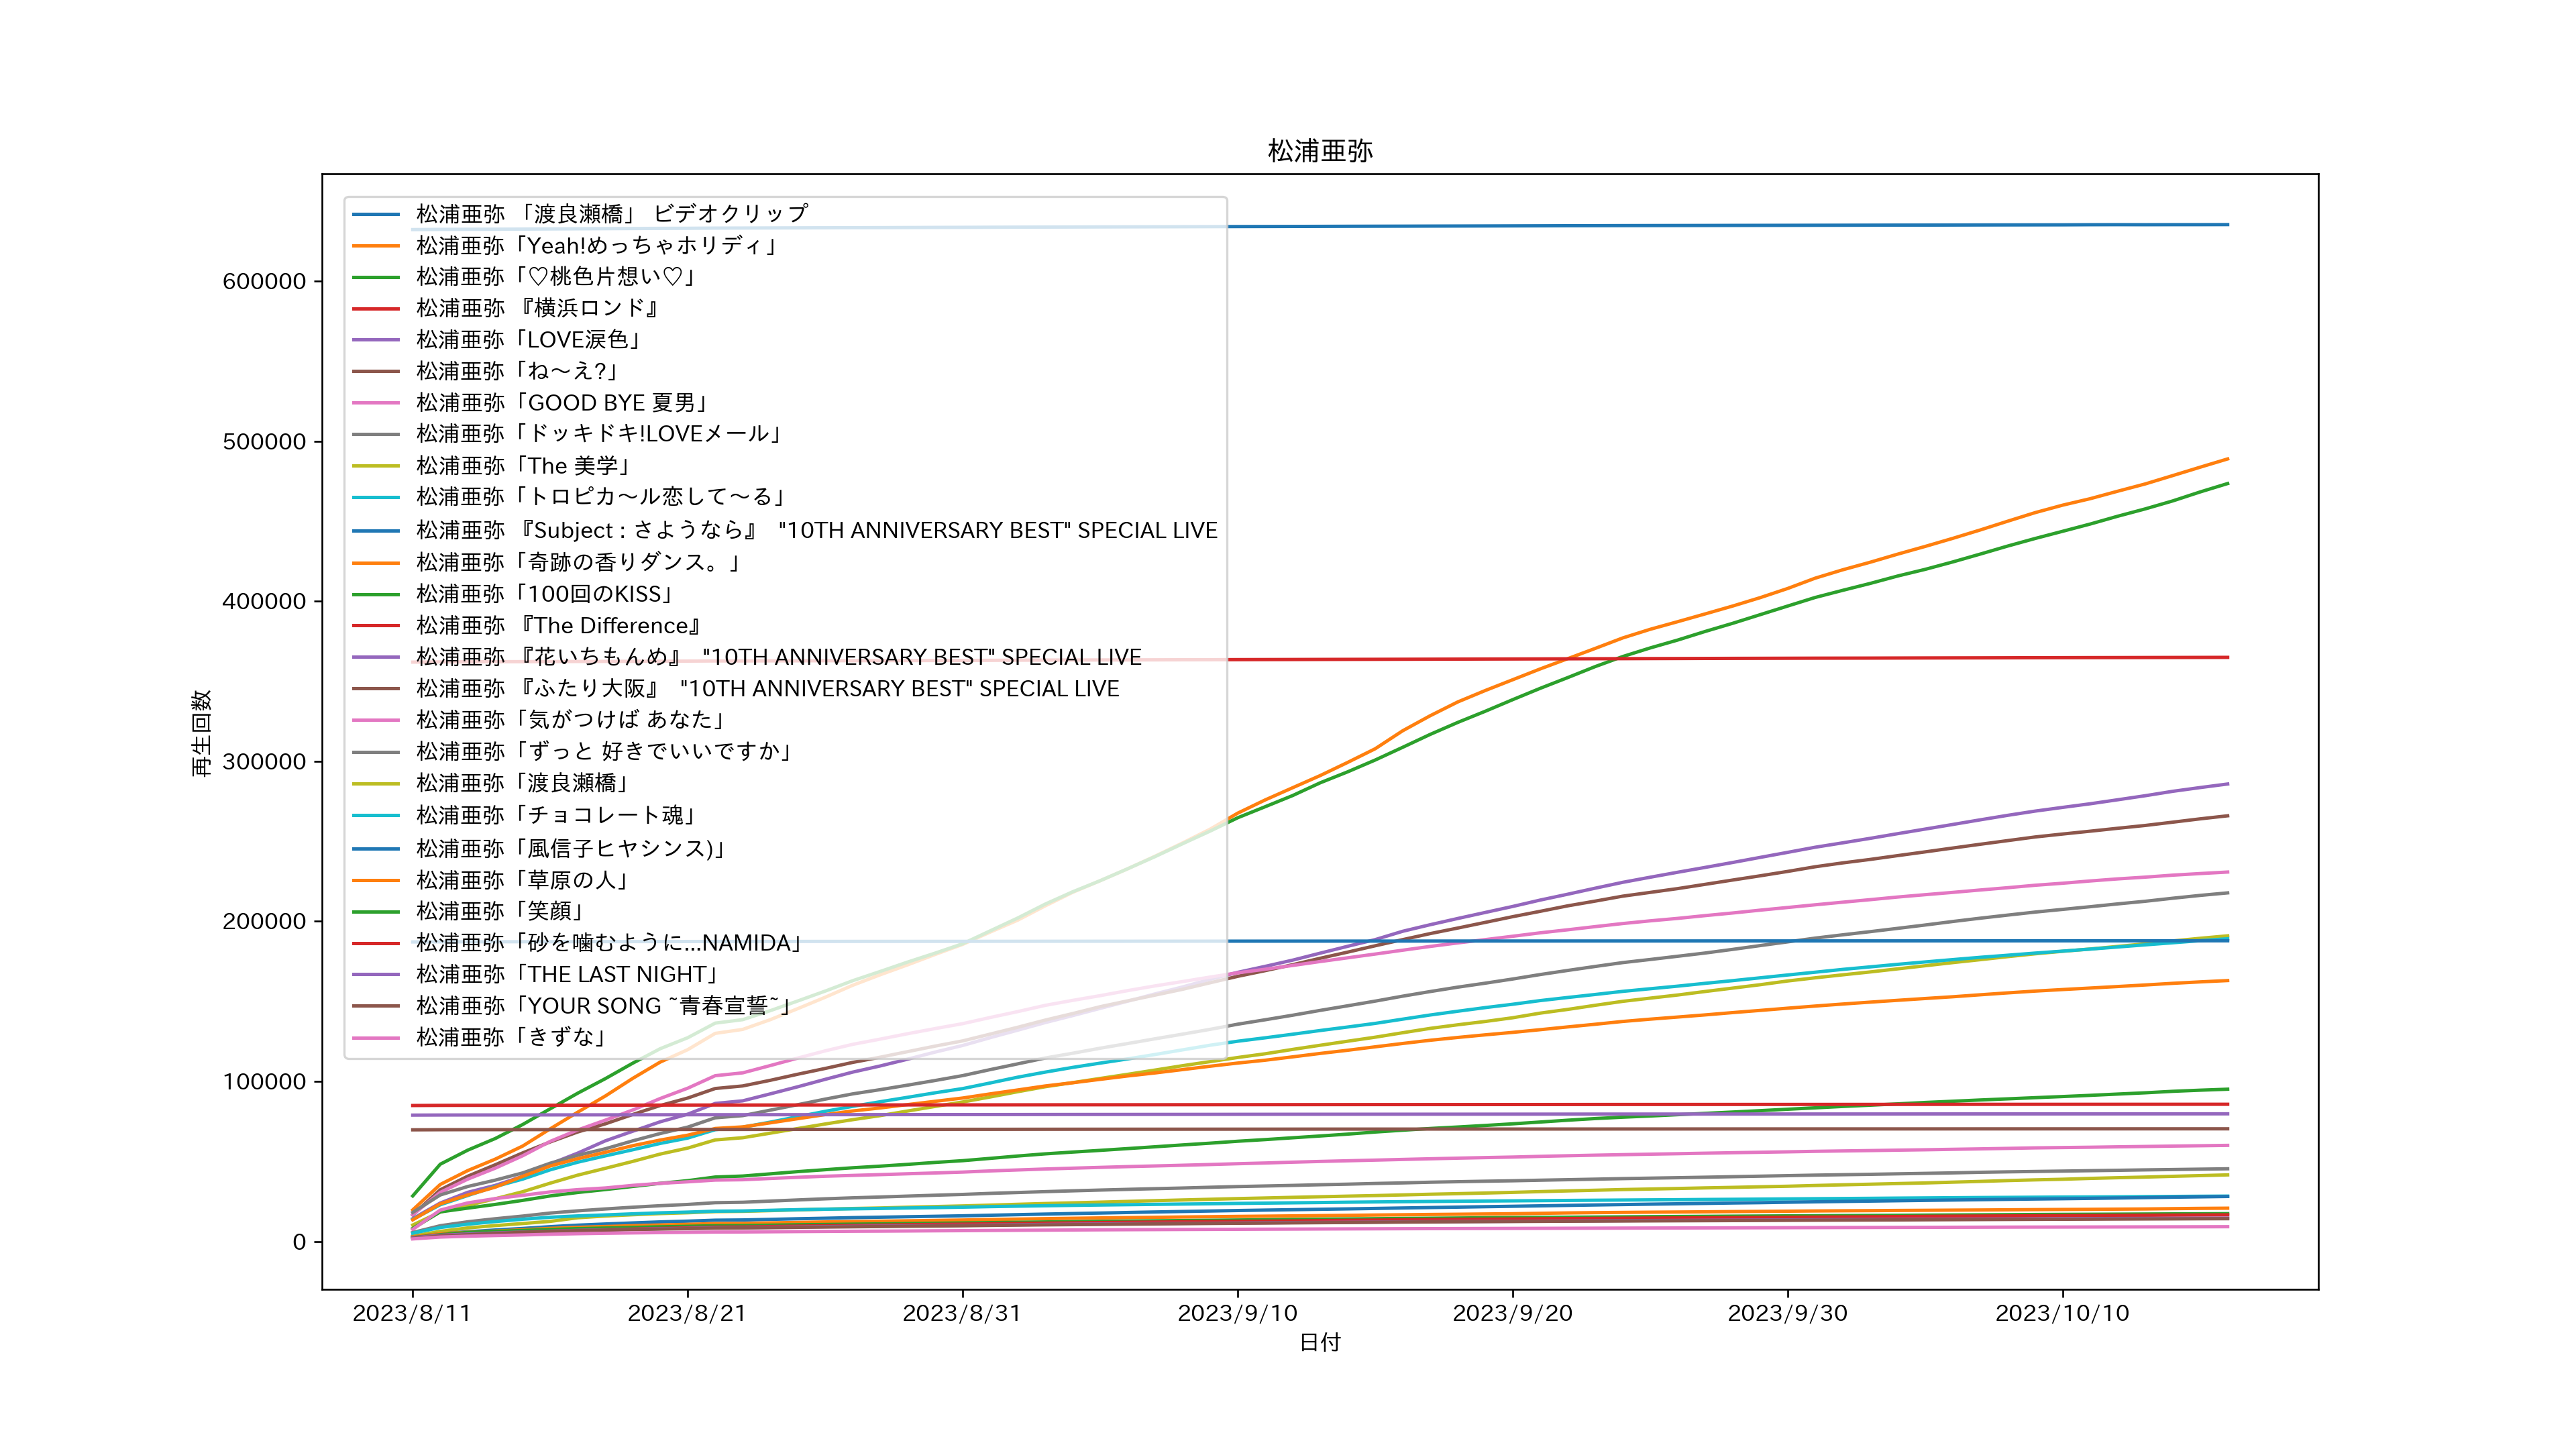 松浦亜弥
松浦亜弥 「渡良瀬橋」 ビデオクリップ
松浦亜弥「Yeah!めっちゃホリディ」
松浦亜弥「♡桃色片想い♡」
松浦亜弥 『横浜ロンド』
松浦亜弥「LOVE涙色」
松浦亜弥「ね～え?」
松浦亜弥「GOOD BYE 夏男」
松浦亜弥「ドッキドキ!LOVEメール」
松浦亜弥「The 美学」
松浦亜弥「トロピカ～ル恋して～る」
松浦亜弥 『Subject : さようなら』 "10TH ANNIVERSARY BEST" SPECIAL LIVE
松浦亜弥「奇跡の香りダンス。」
松浦亜弥「100回のKISS」
松浦亜弥 『The Difference』
松浦亜弥 『花いちもんめ』 "10TH ANNIVERSARY BEST" SPECIAL LIVE
松浦亜弥 『ふたり大阪』 "10TH ANNIVERSARY BEST" SPECIAL LIVE
松浦亜弥「気がつけば あなた」
松浦亜弥「ずっと 好きでいいですか」
松浦亜弥「渡良瀬橋」
松浦亜弥「チョコレート魂」
松浦亜弥「風信子ヒヤシンス)」
松浦亜弥「草原の人」
松浦亜弥「笑顔」
松浦亜弥「砂を噛むように...NAMIDA」
松浦亜弥「THE LAST NIGHT」
松浦亜弥「YOUR SONG ~青春宣誓~」
松浦亜弥「きずな」
600000
500000
400000
300000
200000
100000
0
再生回数
2023/8/11
2023/8/21
2023/8/31
2023/9/10
2023/9/20
2023/9/30
2023/10/10
日付